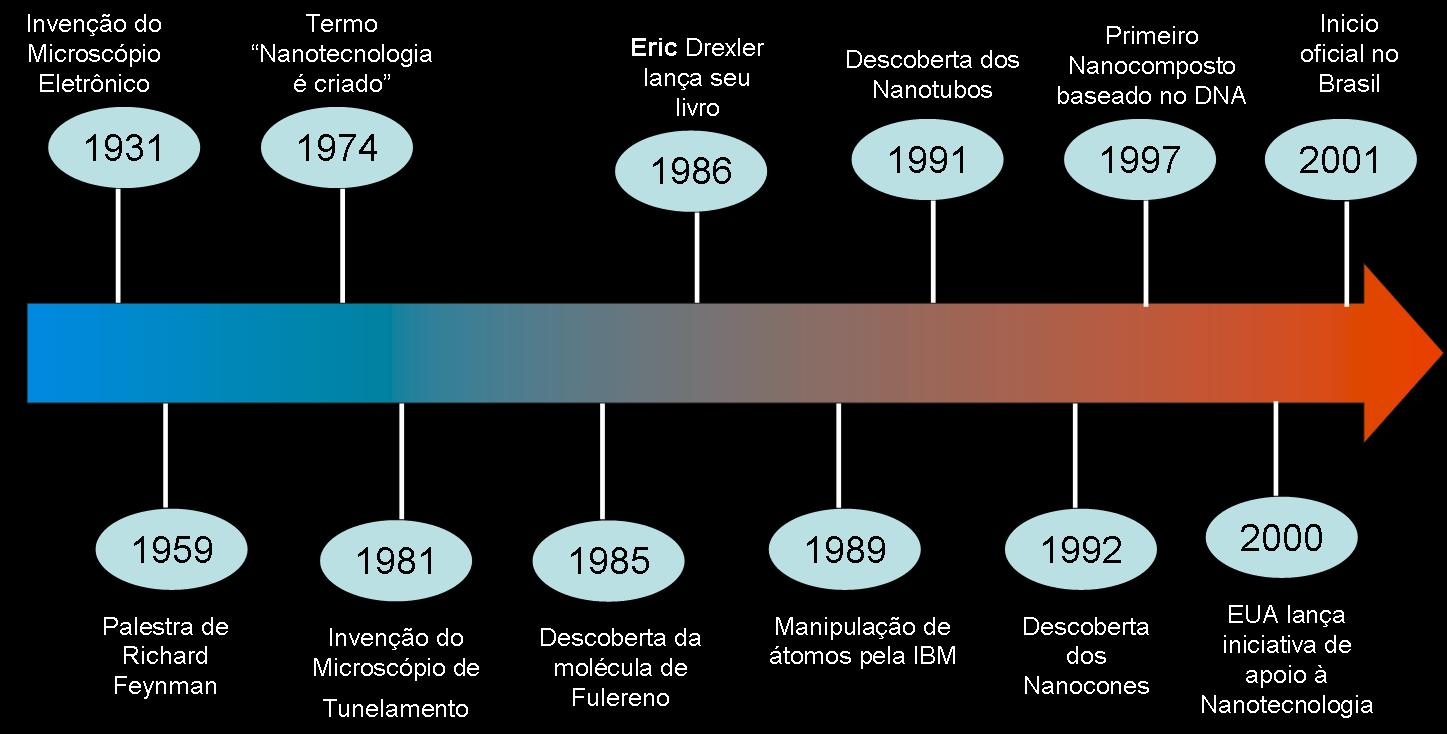 Invenção do
Microscópio
Eletrônico
1931
Termo
“Nanotecnologia
é criado”
1974
Eric Drexler
lança seu
livro
1986
Descoberta dos
Nanotubos
1991
Primeiro
Nanocomposto
baseado no DNA
1997
Inicio
oficial no
Brasil
2001
1959
Palestra de
Richard
Feynman
1981
Invenção do
Microscópio de
Tunelamento
1985
Descoberta da
molécula de
Fulereno
1989
Manipulação de
átomos pela IBM
1992
Descoberta
dos
Nanocones
2000
EUA lança
iniciativa de
apoio à
Nanotecnologia